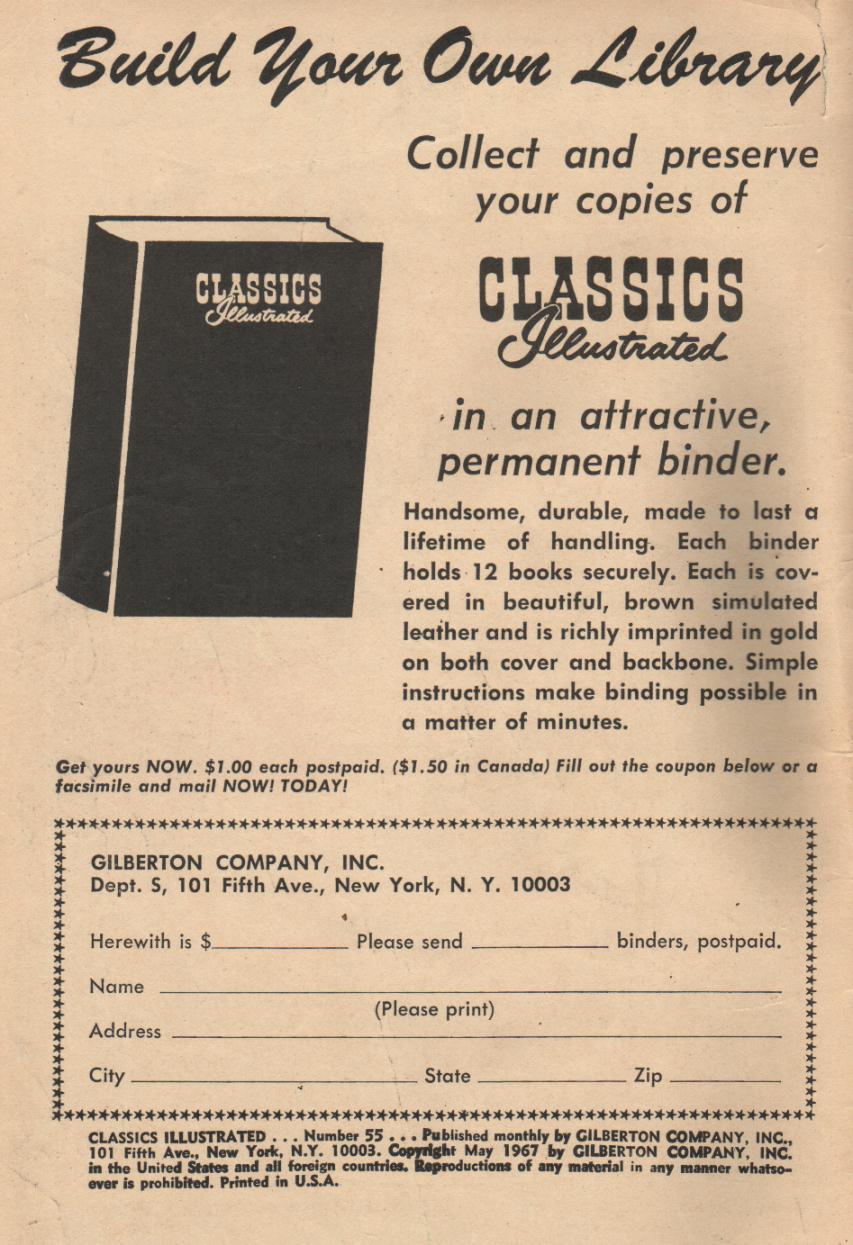 Build Your Own Library
Collect and preserve
your copies of
CLASSICS
Illustrated
CLASSICS
Illustrated
in an attractive,
permanent binder.
Handsome, durable, made to last a
lifetime of handling. Each binder
holds 12 books securely. Each is cov-
ered in beautiful, brown simulated
leather and is richly imprinted in gold
on both cover and backbone. Simple
instructions make binding possible in
a matter of minutes.
Get yours NOW. $1.00 each postpaid. ($1.50 in Canada) Fill out the coupon below or a
facsimile and mail NOW! TODAY!
GILBERTON COMPANY, INC.
Dept. S, 101 Fifth Ave., New York, N. Y. 10003
Herewith is $__________ Please send __________ binders, postpaid.
Name
(Please print)
Address
City __________ State __________ Zip __________
CLASSICS ILLUSTRATED . . . Number 55 . . . Published monthly by GILBERTON COMPANY, INC.,
101 Fifth Ave., New York, N.Y. 10003. Copyright May 1967 by GILBERTON COMPANY, INC.
in the United States and all foreign countries. Reproductions of any material in any manner whatso-
ever is prohibited. Printed in U.S.A.